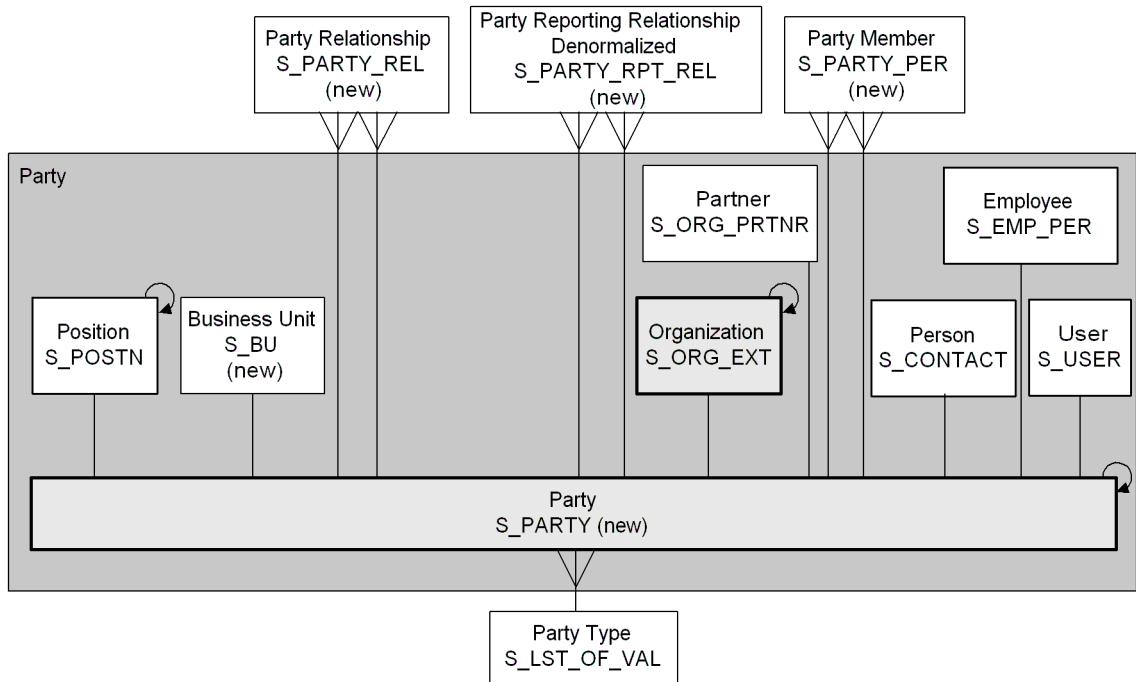 Party Relationship
S_PARTY_REL
(new)
Party Reporting Relationship
Denormalized
S_PARTY_RPT_REL
(new)
Party Member
S_PARTY_PER
(new)
Party
Partner
S_ORG_PRTNR
Employee
S_EMP_PER
Position
S_POSTN
Business Unit
S_BU
(new)
Organization
S_ORG_EXT
Person
S_CONTACT
User
S_USER
Party
S_PARTY (new)
Party Type
S_LST_OF_VAL